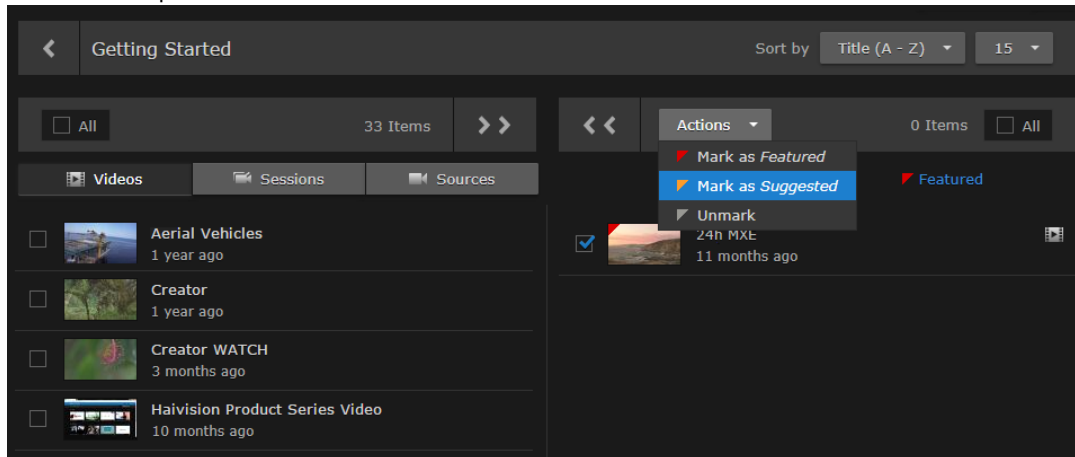 Getting Started
Sort by Title (A - Z) 15
All 33 Items
Videos Sessions Sources
Aerial Vehicles
1 year ago
Creator
1 year ago
Creator WATCH
3 months ago
Haivision Product Series Video
10 months ago
Actions 0 Items All
Mark as Featured
Mark as Suggested
Unmark
Featured
24h MXE
11 months ago